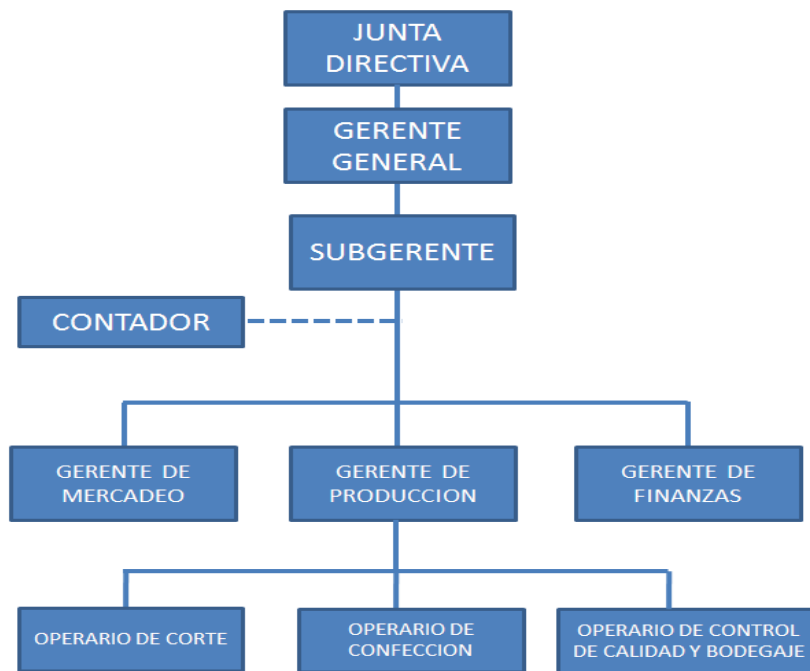 JUNTA
DIRECTIVA
GERENTE
GENERAL
SUBGERENTE
CONTADOR
GERENTE DE
MERCADEO
GERENTE DE
PRODUCCION
GERENTE DE
FINANZAS
OPERARIO DE CORTE
OPERARIO DE
CONFECCION
OPERARIO DE CONTROL
DE CALIDAD Y BODEGAJE